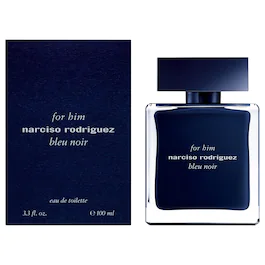 for him
narciso rodriguez
bleu noir
eau de toilette
3.3 fl. oz. ℮ 100 ml
for him
narciso rodriguez
bleu noir